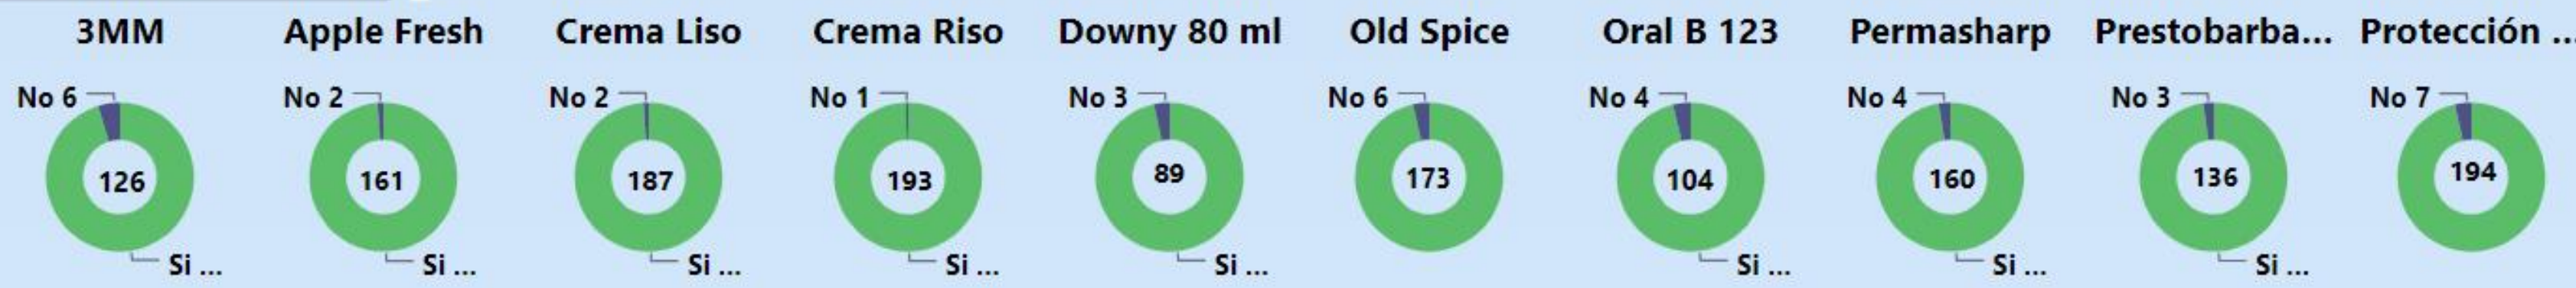 3MM Apple Fresh Crema Liso Crema Riso Downy 80 ml Old Spice Oral B 123 Permasharp Prestobarba... Protección ...
No 6 No 2 No 2 No 1 No 3 No 6 No 4 No 4 No 3 No 7
126 161 187 193 89 173 104 160 136 194
Si ... Si ... Si ... Si ... Si ... Si ... Si ... Si ...